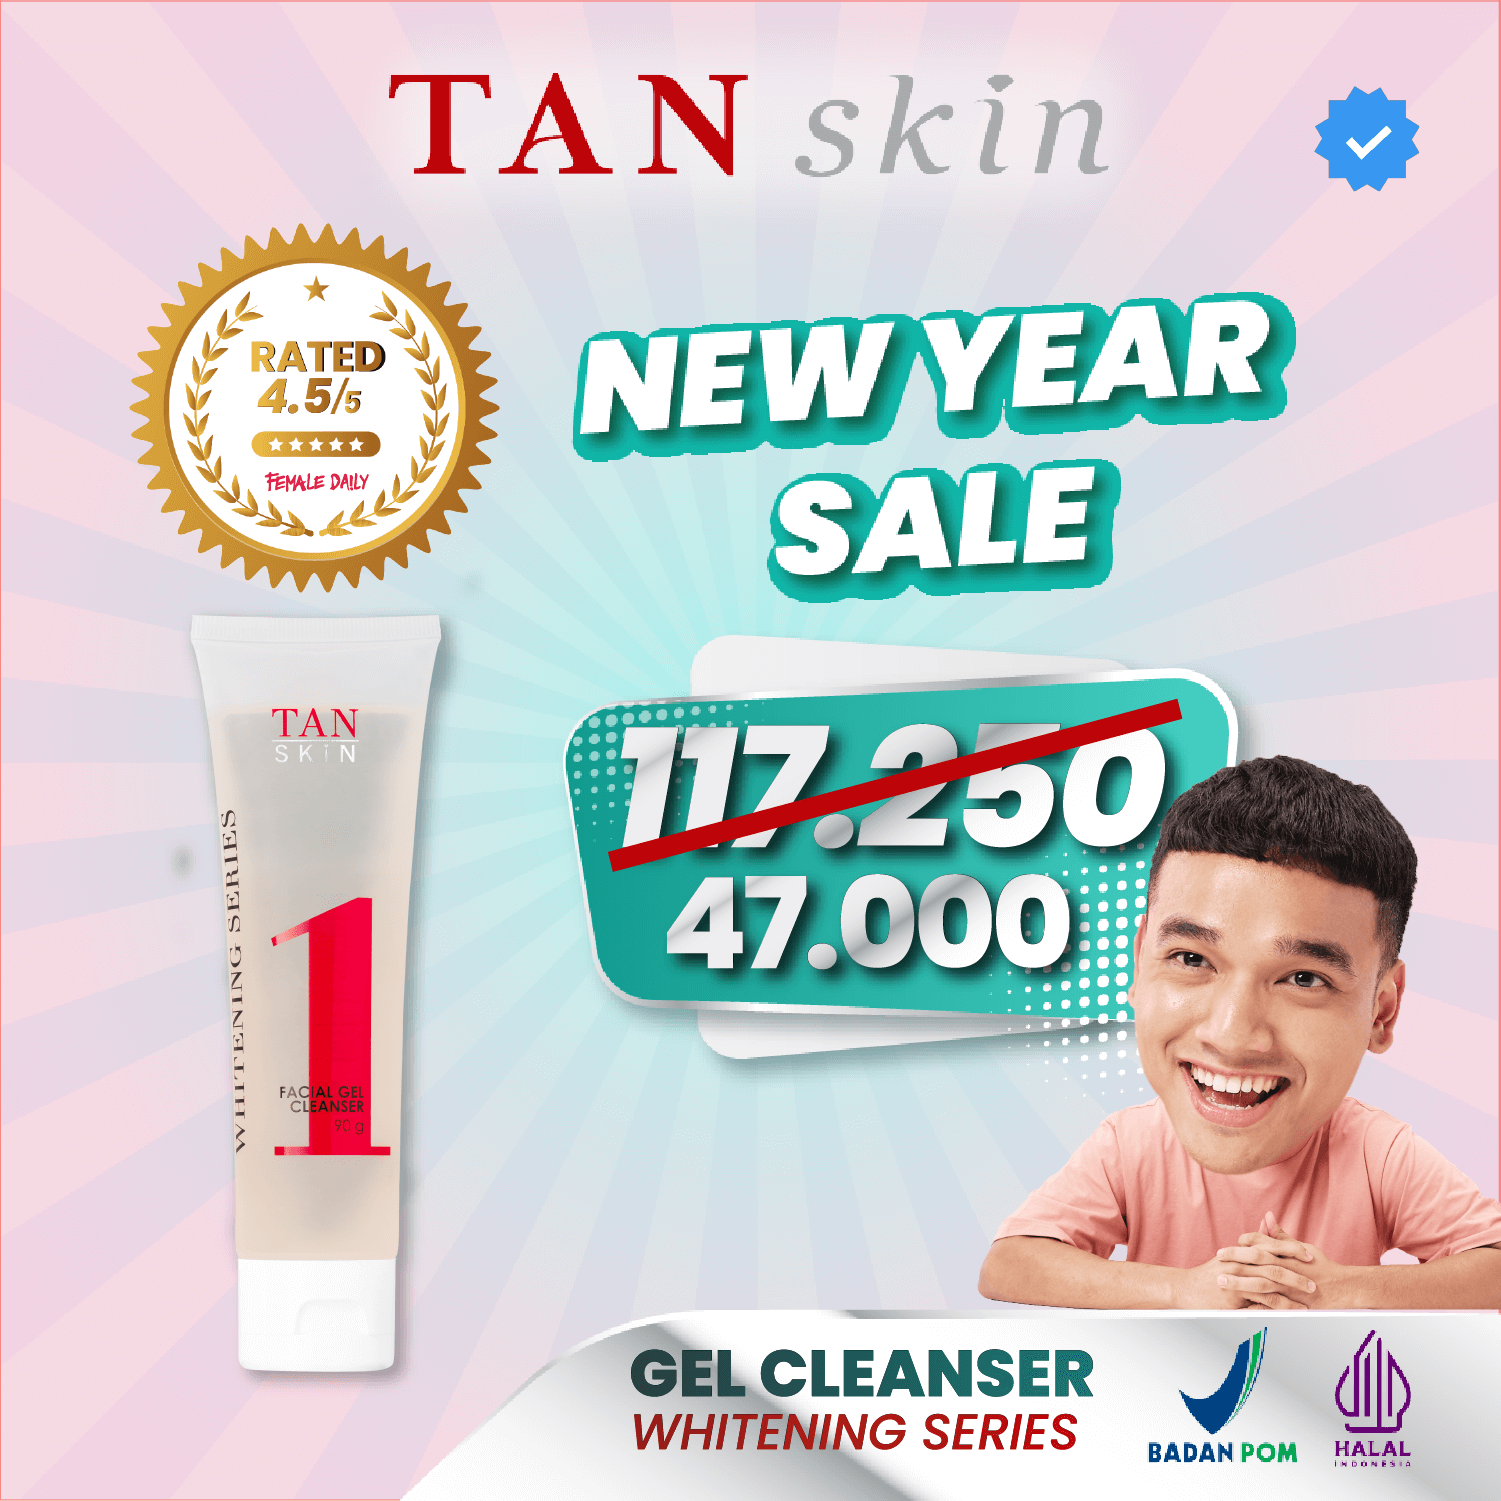 TAN skin
RATED
4.5/5
FEMALE DAILY
NEW YEAR
SALE
TAN
SKIN
WHITENING SERIES
1
FACIAL GEL
CLEANSER
90 g
117.250
47.000
GEL CLEANSER
WHITENING SERIES
BADAN POM
HALAL
INDONESIA